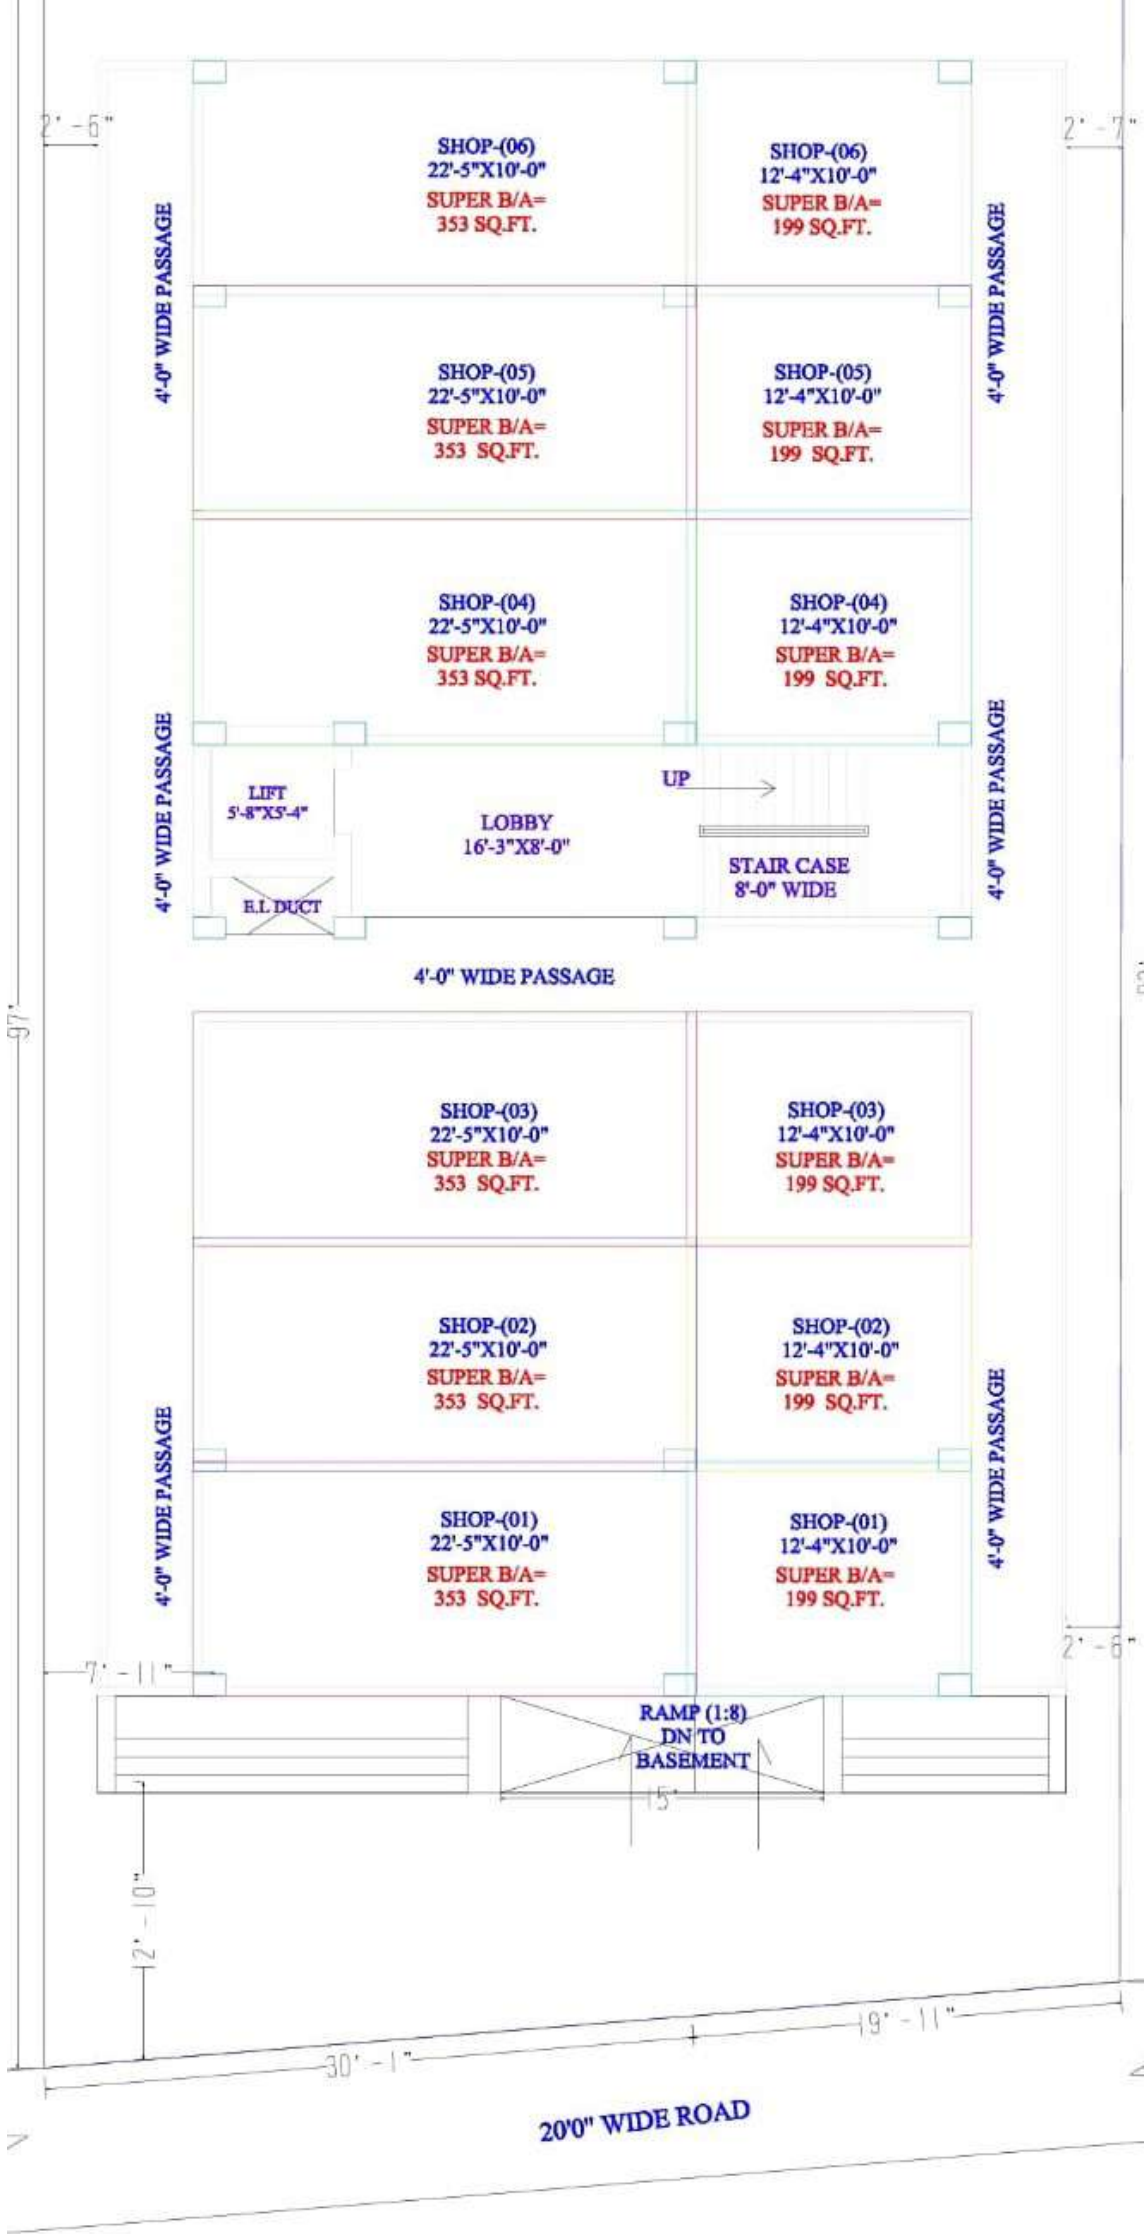 2'-6"
2'-7"
SHOP-(06)
22'-5"X10'-0"
SUPER B/A=
353 SQ.FT.
SHOP-(06)
12'-4"X10'-0"
SUPER B/A=
199 SQ.FT.
4'-0" WIDE PASSAGE
4'-0" WIDE PASSAGE
SHOP-(05)
22'-5"X10'-0"
SUPER B/A=
353 SQ.FT.
SHOP-(05)
12'-4"X10'-0"
SUPER B/A=
199 SQ.FT.
SHOP-(04)
22'-5"X10'-0"
SUPER B/A=
353 SQ.FT.
SHOP-(04)
12'-4"X10'-0"
SUPER B/A=
199 SQ.FT.
4'-0" WIDE PASSAGE
4'-0" WIDE PASSAGE
LIFT
5'-8"X5'-4"
LOBBY
16'-3"X8'-0"
UP
STAIR CASE
8'-0" WIDE
E.L DUCT
4'-0" WIDE PASSAGE
97'
SHOP-(03)
22'-5"X10'-0"
SUPER B/A=
353 SQ.FT.
SHOP-(03)
12'-4"X10'-0"
SUPER B/A=
199 SQ.FT.
SHOP-(02)
22'-5"X10'-0"
SUPER B/A=
353 SQ.FT.
SHOP-(02)
12'-4"X10'-0"
SUPER B/A=
199 SQ.FT.
4'-0" WIDE PASSAGE
4'-0" WIDE PASSAGE
SHOP-(01)
22'-5"X10'-0"
SUPER B/A=
353 SQ.FT.
SHOP-(01)
12'-4"X10'-0"
SUPER B/A=
199 SQ.FT.
7'-11"
2'-6"
RAMP (1:8)
DN TO
BASEMENT
15'
12'-10"
30'-1"
19'-11"
20'0" WIDE ROAD